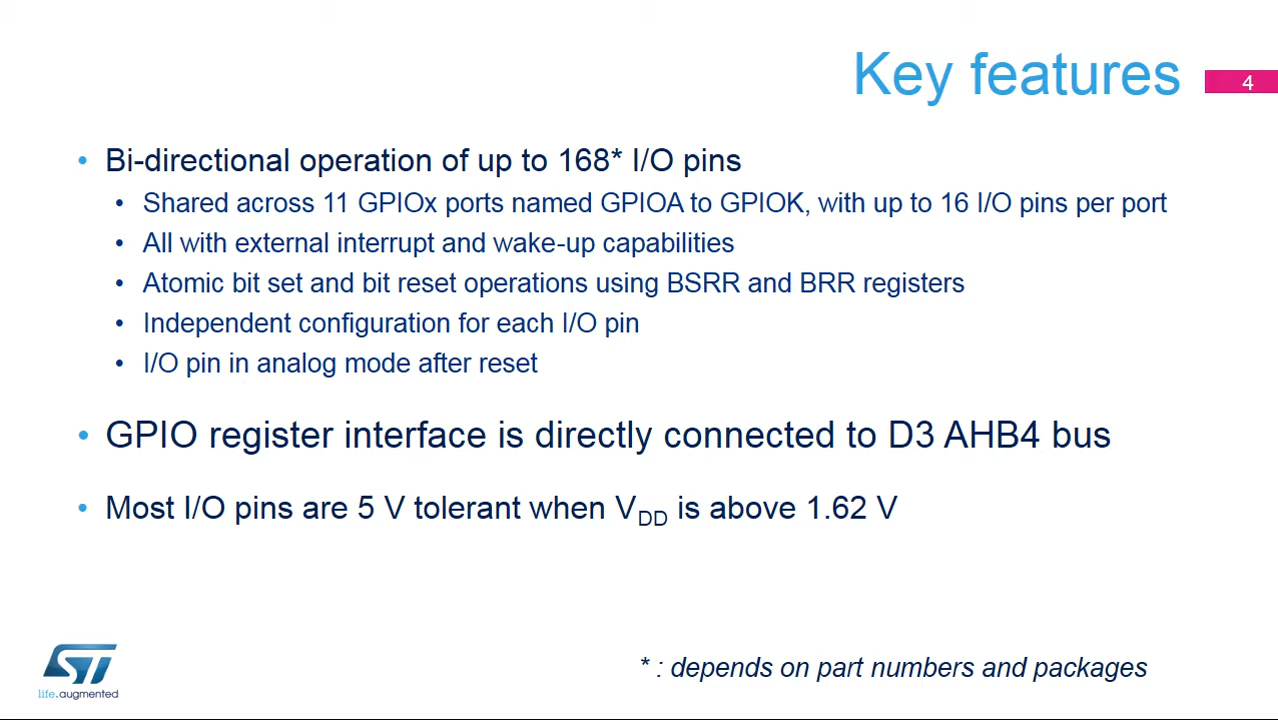 Key features
4
• Bi-directional operation of up to 168* I/O pins
• Shared across 11 GPIOx ports named GPIOA to GPIOK, with up to 16 I/O pins per port
• All with external interrupt and wake-up capabilities
• Atomic bit set and bit reset operations using BSRR and BRR registers
• Independent configuration for each I/O pin
• I/O pin in analog mode after reset
• GPIO register interface is directly connected to D3 AHB4 bus
• Most I/O pins are 5 V tolerant when VDD is above 1.62 V
ST
life.augmented
* : depends on part numbers and packages